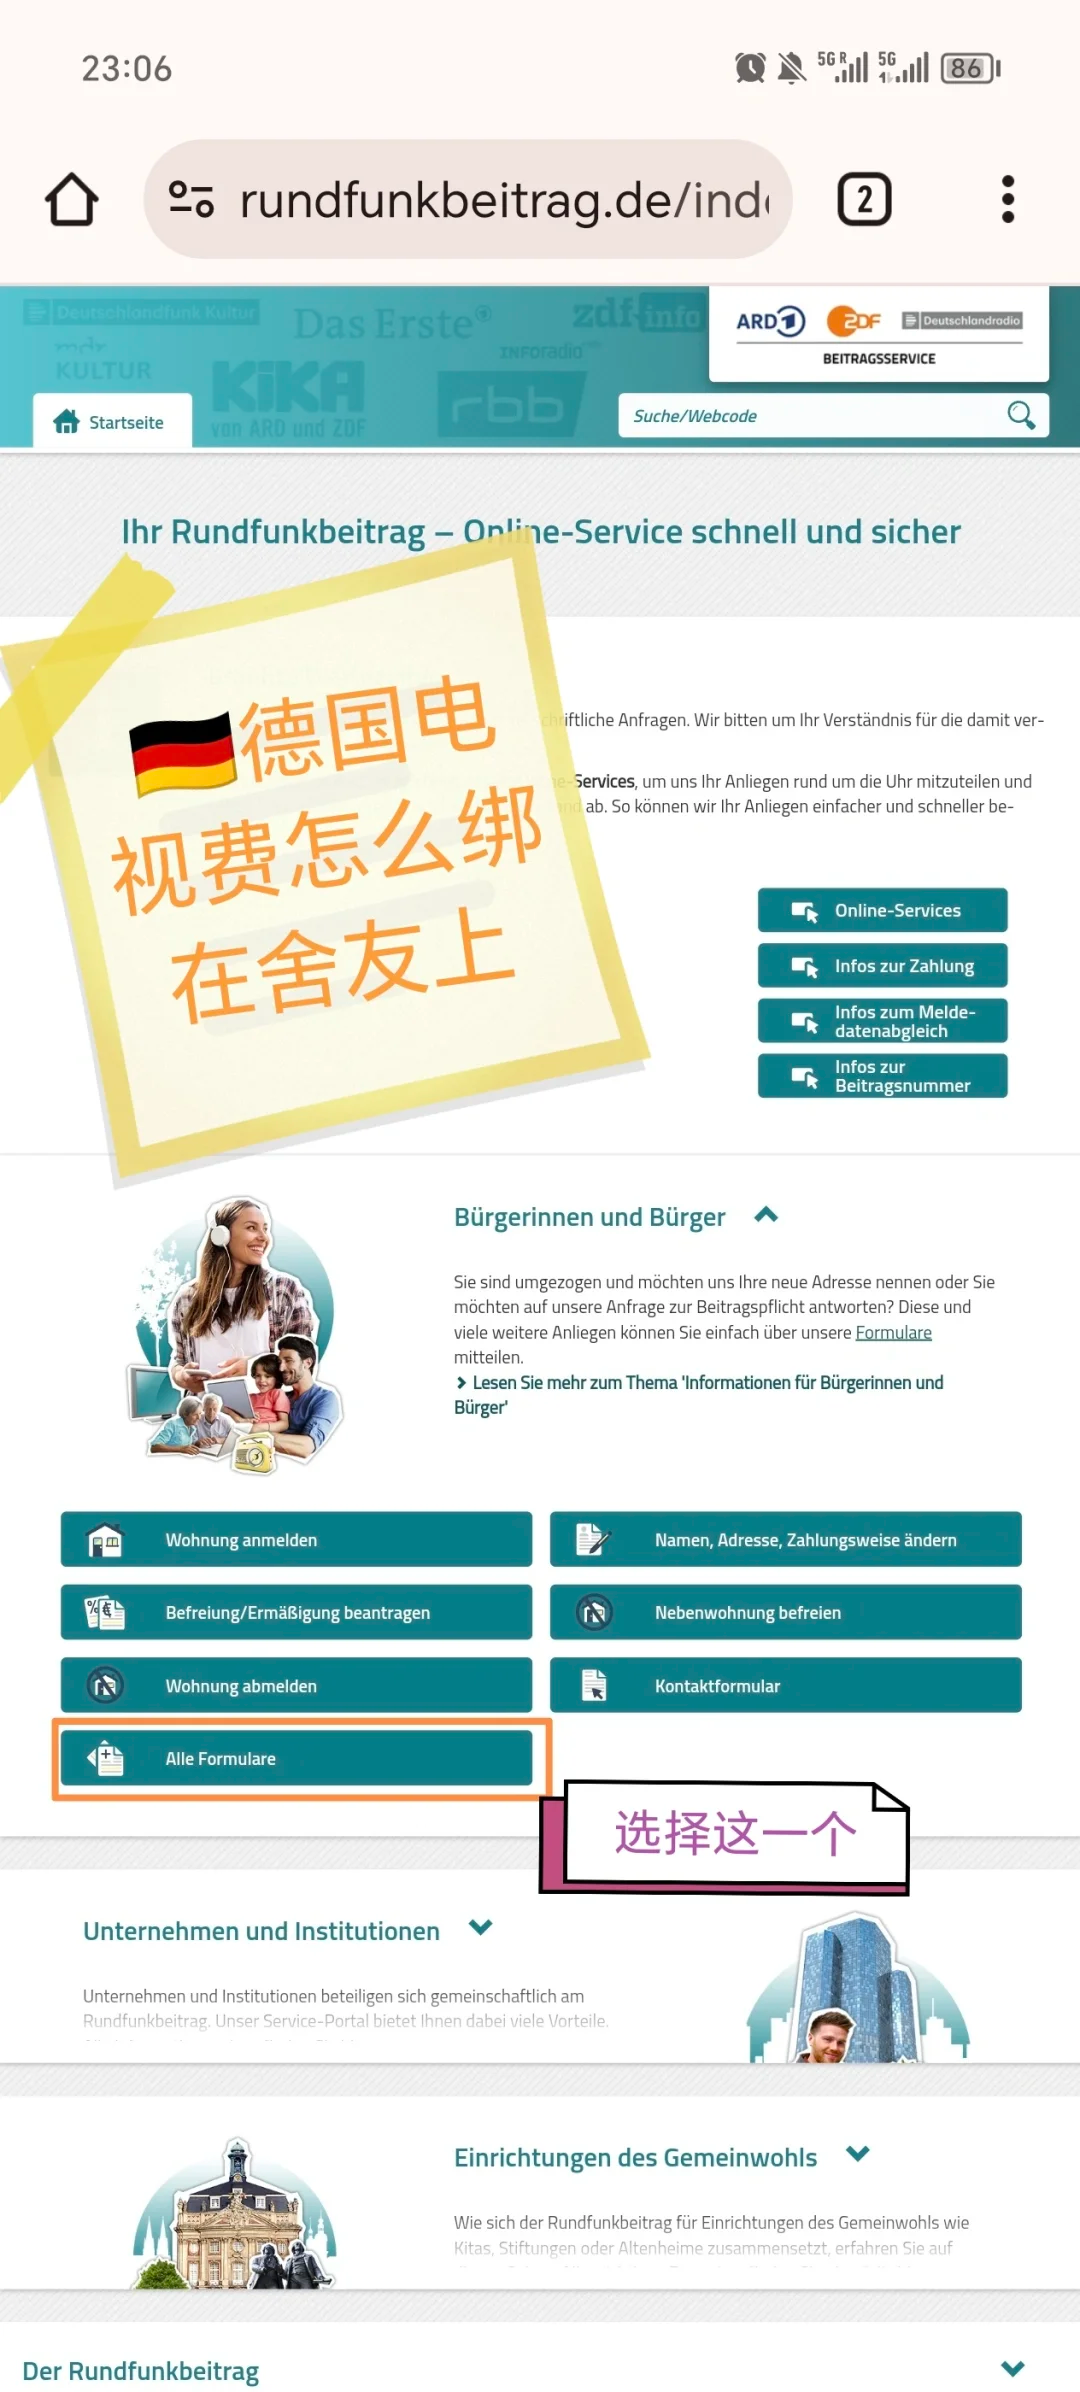 23:06
5G R
5G
86
rundfunkbeitrag.de/ind
2
Deutschlandfunk Kultur
Das Erste
zdf info
mdr
KULTUR
INFOradio
KiKA
von ARD und ZDF
rbb
ARD 1
ZDF
Deutschlandradio
BEITRAGSSERVICE
Startseite
Suche/Webcode
Ihr Rundfunkbeitrag – Online-Service schnell und sicher
🇩🇪德国电
视费怎么绑
在舍友上
chriftliche Anfragen. Wir bitten um Ihr Verständnis für die damit ver-
ne-Services, um uns Ihr Anliegen rund um die Uhr mitzuteilen und
ab. So können wir Ihr Anliegen einfacher und schneller be-
Online-Services
Infos zur Zahlung
Infos zum Melde-
datenabgleich
Infos zur
Beitragsnummer
Bürgerinnen und Bürger
Sie sind umgezogen und möchten uns Ihre neue Adresse nennen oder Sie
möchten auf unsere Anfrage zur Beitragspflicht antworten? Diese und
viele weitere Anliegen können Sie einfach über unsere Formulare
mitteilen.
Lesen Sie mehr zum Thema 'Informationen für Bürgerinnen und
Bürger'
Wohnung anmelden
Namen, Adresse, Zahlungsweise ändern
Befreiung/Ermäßigung beantragen
Nebenwohnung befreien
Wohnung abmelden
Kontaktformular
Alle Formulare
选择这一个
Unternehmen und Institutionen
Unternehmen und Institutionen beteiligen sich gemeinschaftlich am
Rundfunkbeitrag. Unser Service-Portal bietet Ihnen dabei viele Vorteile.
Einrichtungen des Gemeinwohls
Wie sich der Rundfunkbeitrag für Einrichtungen des Gemeinwohls wie
Kitas, Stiftungen oder Altenheime zusammensetzt, erfahren Sie auf
Der Rundfunkbeitrag